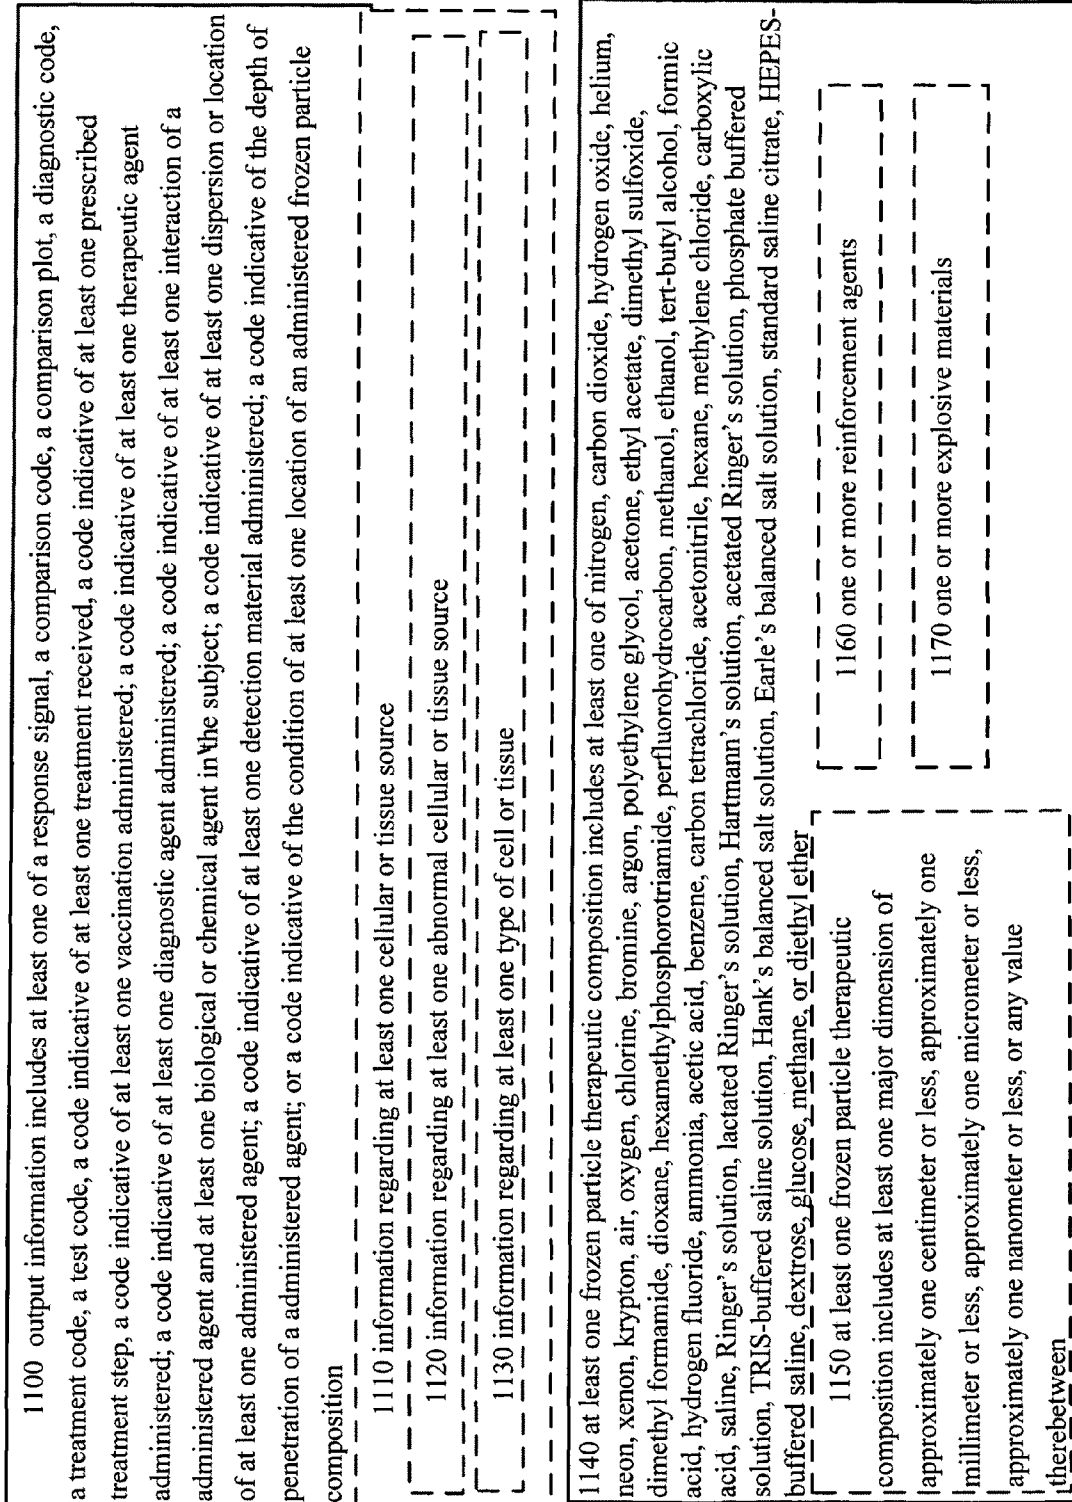 1100 output information includes at least one of a response signal, a comparison code, a comparison plot, a diagnostic code,
a treatment code, a test code, a code indicative of at least one treatment received, a code indicative of at least one prescribed
treatment step, a code indicative of at least one vaccination administered; a code indicative of at least one therapeutic agent
administered; a code indicative of at least one diagnostic agent administered; a code indicative of at least one interaction of a
administered agent and at least one biological or chemical agent in the subject; a code indicative of at least one dispersion or location
of at least one administered agent; a code indicative of at least one detection material administered; a code indicative of the depth of
penetration of a administered agent; or a code indicative of the condition of at least one location of an administered frozen particle
composition
1110 information regarding at least one cellular or tissue source
1120 information regarding at least one abnormal cellular or tissue source
1130 information regarding at least one type of cell or tissue
1140 at least one frozen particle therapeutic composition includes at least one of nitrogen, carbon dioxide, hydrogen oxide, helium,
neon, xenon, krypton, air, oxygen, chlorine, bromine, argon, polyethylene glycol, acetone, ethyl acetate, dimethyl sulfoxide,
dimethyl formamide, dioxane, hexamethylphosphorotriamide, perfluorohydrocarbon, methanol, ethanol, tert-butyl alcohol, formic
acid, hydrogen fluoride, ammonia, acetic acid, benzene, carbon tetrachloride, acetonitrile, hexane, methylene chloride, carboxylic
acid, saline, Ringer's solution, lactated Ringer's solution, Hartmann's solution, acetated Ringer's solution, phosphate buffered
solution, TRIS-buffered saline solution, Hank's balanced salt solution, Earle's balanced salt solution, standard saline citrate, HEPES-
buffered saline, dextrose, glucose, methane, or diethyl ether
1150 at least one frozen particle therapeutic
composition includes at least one major dimension of
approximately one centimeter or less, approximately one
millimeter or less, approximately one micrometer or less,
approximately one nanometer or less, or any value
therebetween
1160 one or more reinforcement agents
1170 one or more explosive materials